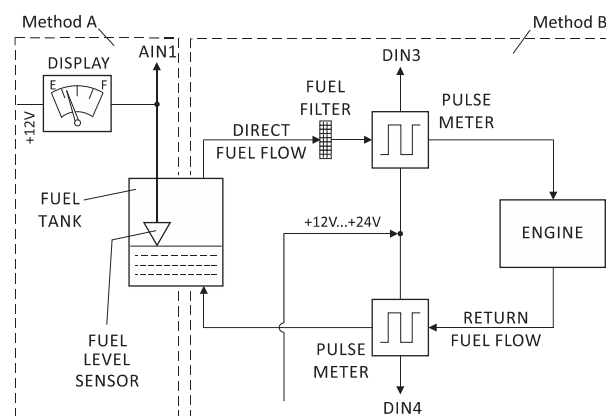 Method A
Method B
DISPLAY
AIN1
E
F
+12V
DIN3
FUEL
FILTER
PULSE
METER
DIRECT
FUEL FLOW
FUEL
TANK
+12V...+24V
ENGINE
RETURN
FUEL FLOW
PULSE
METER
FUEL
LEVEL
SENSOR
DIN4